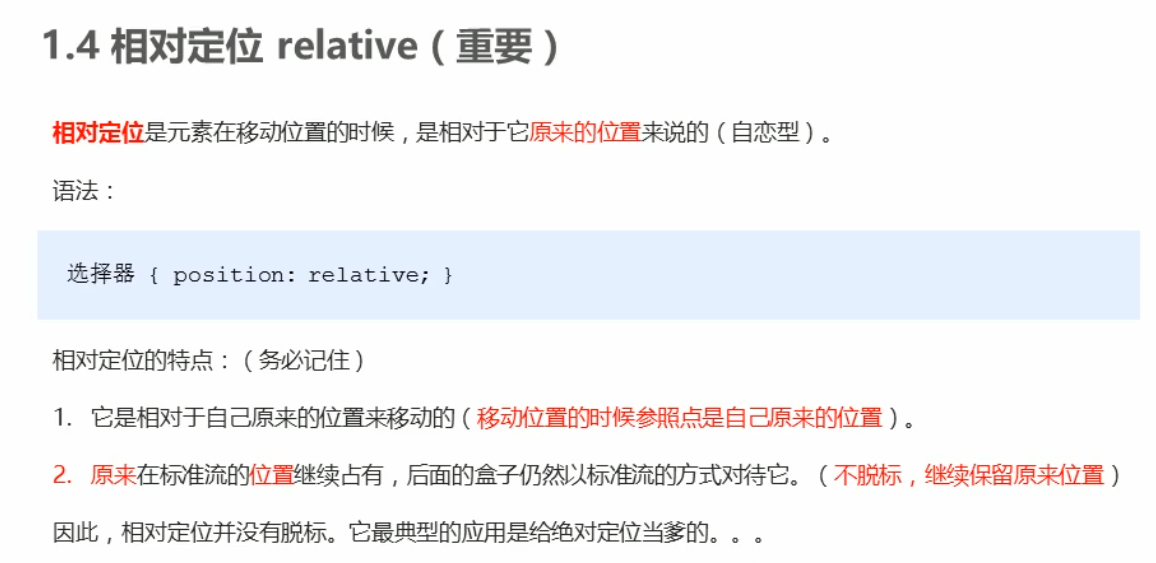 1.4 相对定位 relative（重要）
相对定位是元素在移动位置的时候，是相对于它原来的位置来说的（自恋型）。
语法：
选择器 { position: relative; }
相对定位的特点：（务必记住）
1. 它是相对于自己原来的位置来移动的（移动位置的时候参照点是自己原来的位置）。
2. 原来在标准流的位置继续占有，后面的盒子仍然以标准流的方式对待它。（不脱标，继续保留原来位置）
因此，相对定位并没有脱标。它最典型的应用是给绝对定位当爹的。。。